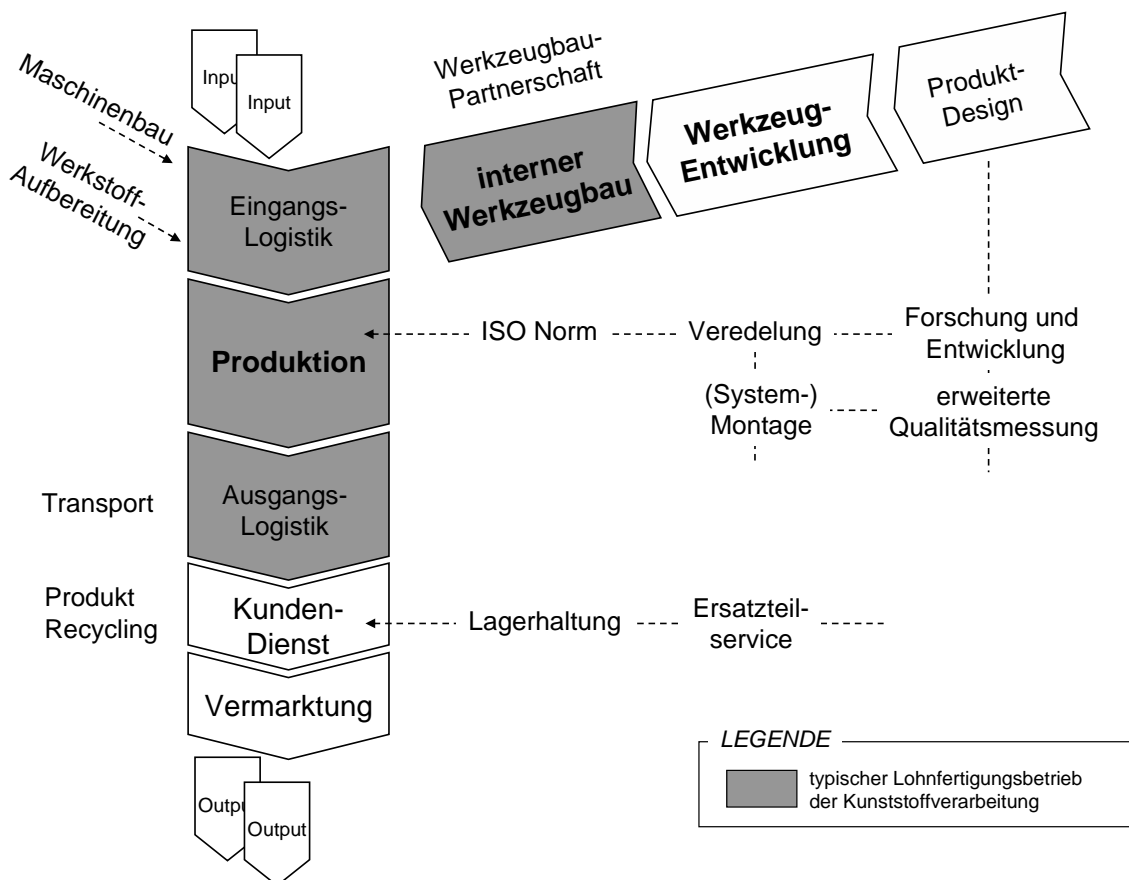 Input
Input
Maschinenbau
Werkstoff-
Aufbereitung
Werkzeugbau-
Partnerschaft
interner
Werkzeugbau
Werkzeug-
Entwicklung
Produkt-
Design
Eingangs-
Logistik
Produktion
ISO Norm
Veredelung
Forschung und
Entwicklung
(System-)
Montage
erweiterte
Qualitätsmessung
Transport
Ausgangs-
Logistik
Produkt
Recycling
Kunden-
Dienst
Lagerhaltung
Ersatzteil-
service
Vermarktung
Output
Output
LEGENDE
typischer Lohnfertigungsbetrieb
der Kunststoffverarbeitung